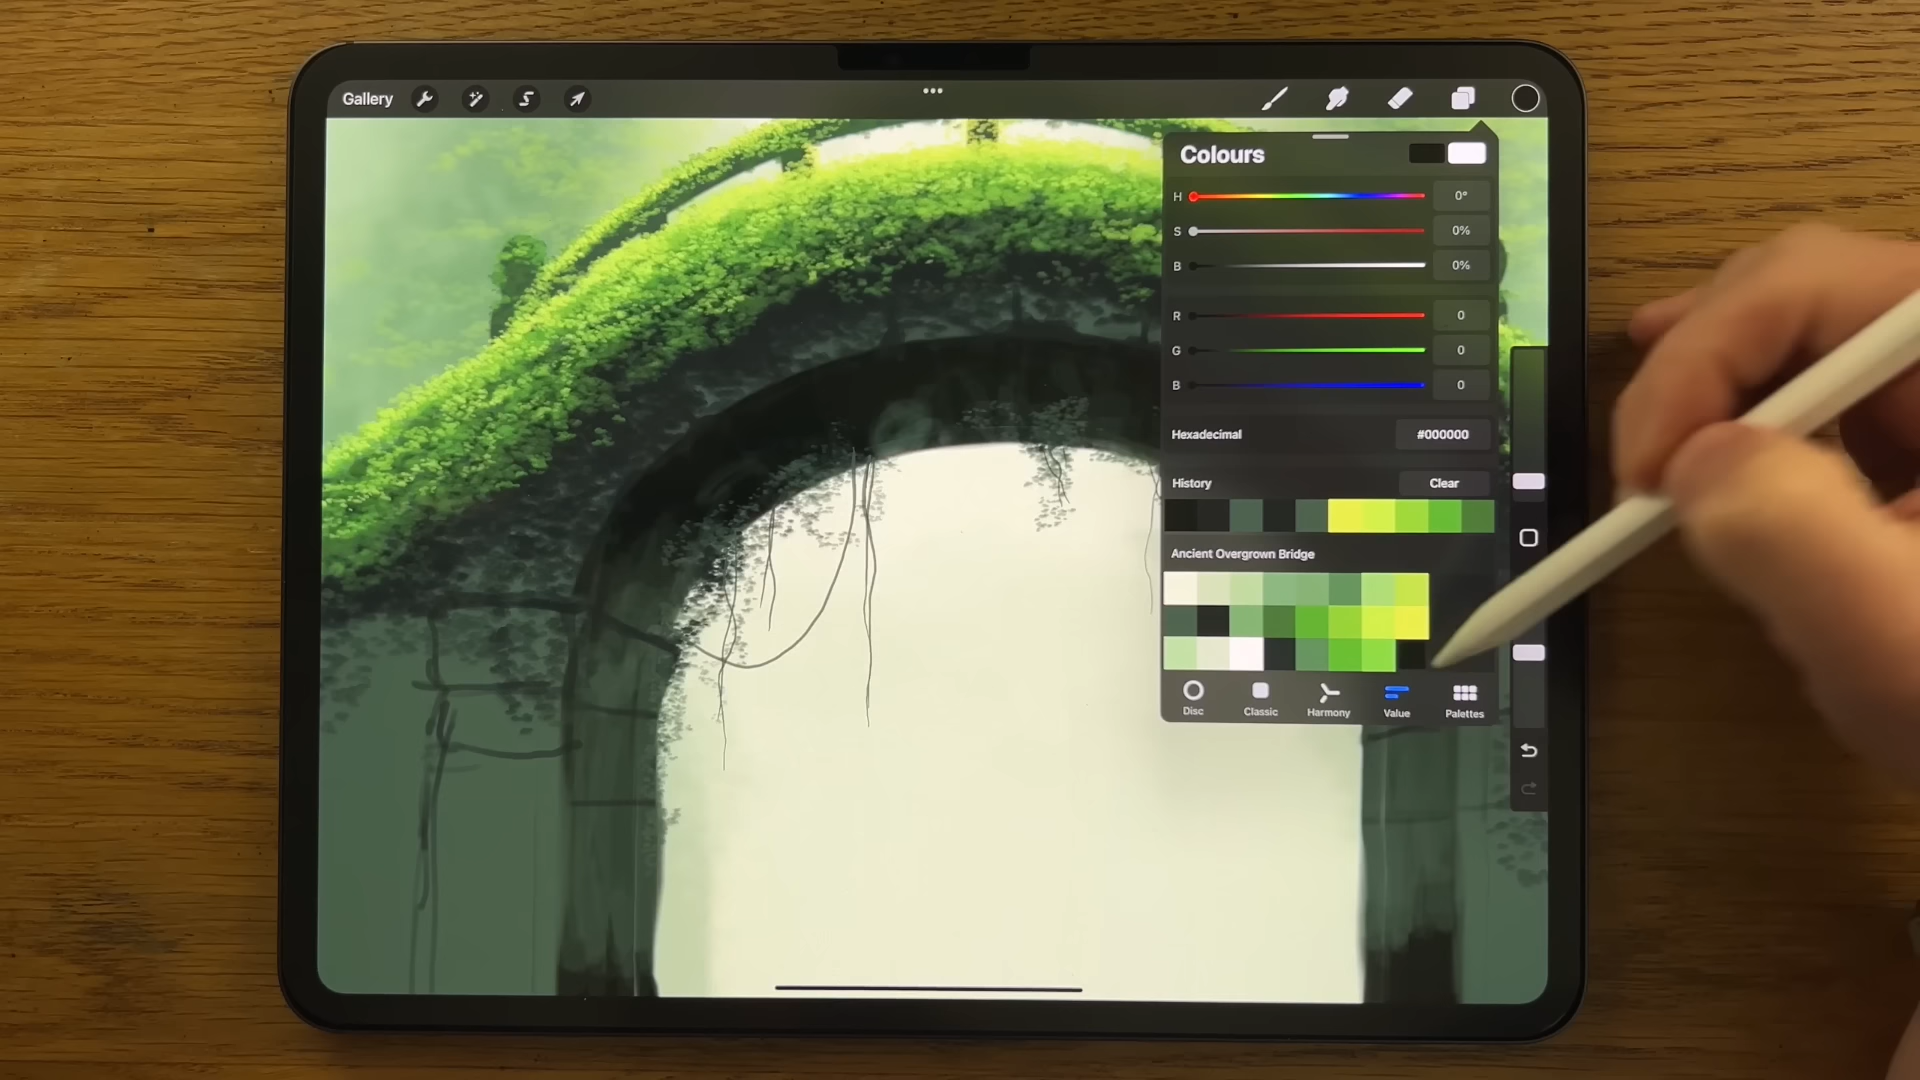 Gallery
Colours
H 0°
S 0%
B 0%
R 0
G 0
B 0
Hexadecimal #000000
History Clear
Ancient Overgrown Bridge
Disc Classic Harmony Value Palettes